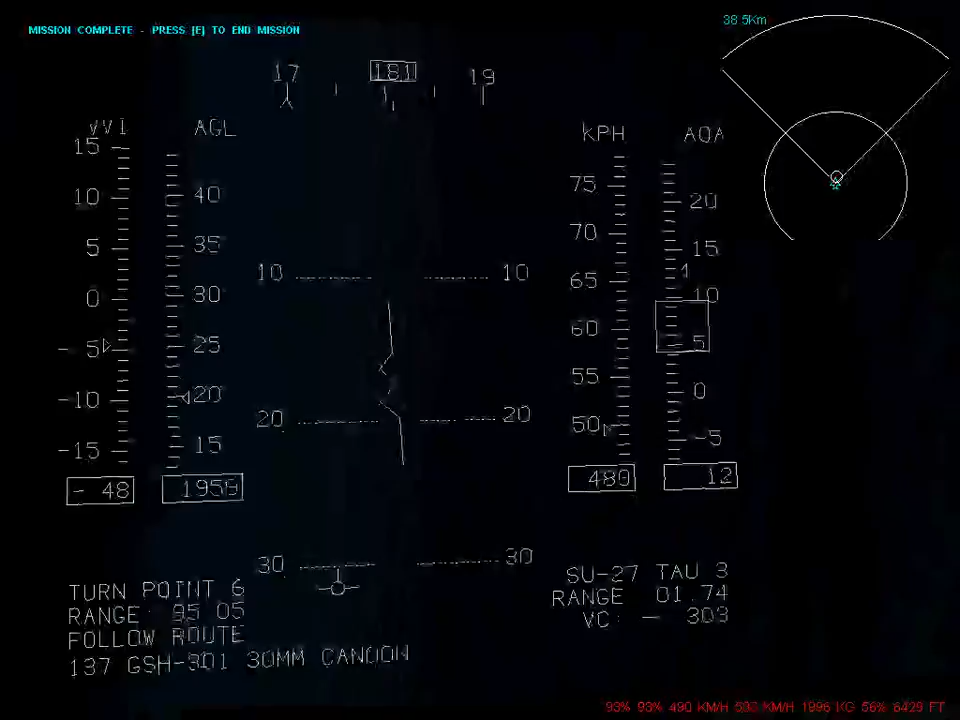 MISSION COMPLETE - PRESS [E] TO END MISSION
38.5Km
17 181 19
VVI AGL
15
10
5
0
- 5
-10
-15
40
35
30
25
20
15
- 48
10 10
20 20
30 30
KPH AOA
75
70
65
60
55
50
20
15
10
5
0
-5
480 12
TURN POINT 6
RANGE:
FOLLOW ROUTE
137 GSH-301 30MM CANNON
SU-27 TAU 3
RANGE 01.74
VC: - 303
93% 93% 490 KM/H KM/H 1996 KG 56% 6429 FT